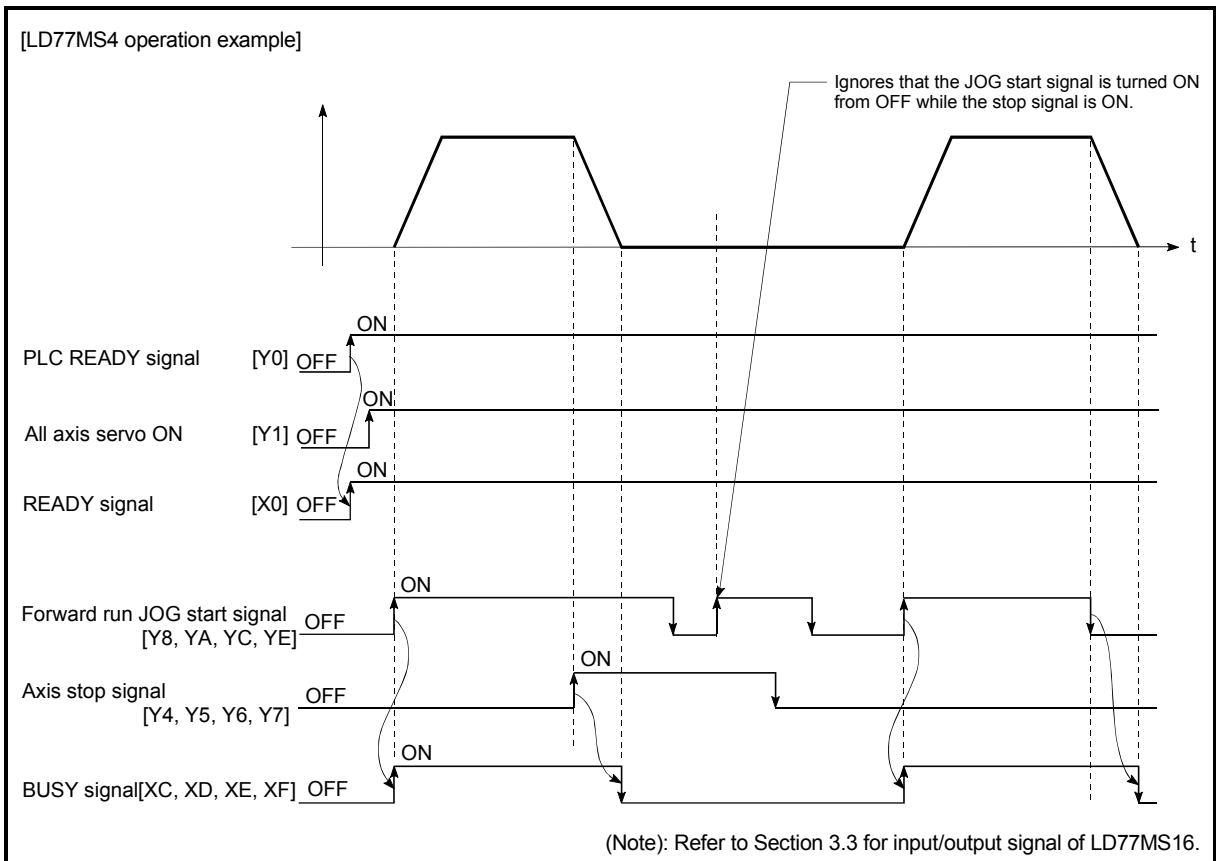 [LD77MS4 operation example]
Ignores that the JOG start signal is turned ON
from OFF while the stop signal is ON.
t
ON
PLC READY signal [Y0] OFF
ON
All axis servo ON [Y1] OFF
ON
READY signal [X0] OFF
ON
Forward run JOG start signal OFF
[Y8, YA, YC, YE]
ON
Axis stop signal OFF
[Y4, Y5, Y6, Y7]
ON
BUSY signal[XC, XD, XE, XF] OFF
(Note): Refer to Section 3.3 for input/output signal of LD77MS16.